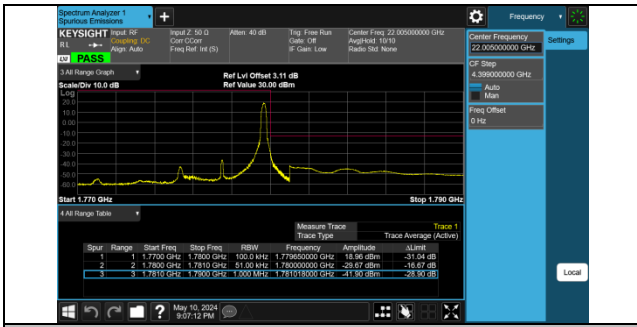 Spectrum Analyzer 1
Spurious Emissions
Frequency
KEYSIGHT Input: RF Input Z: 50 Ω Atten: 40 dB Trig: Free Run Center Freq: 22.005000000 GHz
RL Coupling: DC Corr CCorr Gate: Off Avg|Hold: 10/10
Align: Auto Freq Ref: Int (S) IF Gain: Low Radio Std: None
LXI PASS
Center Frequency
22.005000000 GHz
Settings
CF Step
4.399000000 GHz
Auto
Man
Freq Offset
0 Hz
3 All Range Graph
Ref Lvl Offset 3.11 dB
Scale/Div 10.0 dB Ref Value 30.00 dBm
Log
20.0
10.0
0.00
-10.0
-20.0
-30.0
-40.0
-50.0
-60.0
Start 1.770 GHz Stop 1.790 GHz
4 All Range Table
Measure Trace Trace 1
Trace Type Trace Average (Active)
Spur Range Start Freq Stop Freq RBW Frequency Amplitude ΔLimit
1 1 1.7700 GHz 1.7800 GHz 100.0 kHz 1.779650000 GHz 18.96 dBm -31.04 dB
2 2 1.7800 GHz 1.7810 GHz 51.00 kHz 1.780000000 GHz -29.67 dBm -16.67 dB
3 3 1.7810 GHz 1.7900 GHz 1.000 MHz 1.781018000 GHz -41.90 dBm -28.90 dB
Local
May 10, 2024
9:07:12 PM